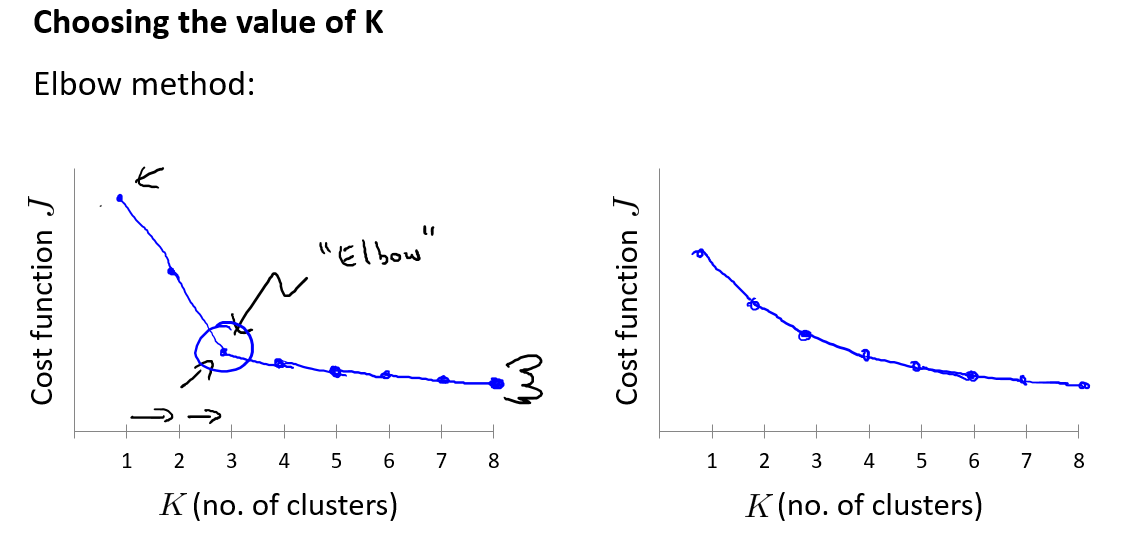 Choosing the value of K
Elbow method:
Cost function J
"Elbow"
1 2 3 4 5 6 7 8
K (no. of clusters)
Cost function J
1 2 3 4 5 6 7 8
K (no. of clusters)